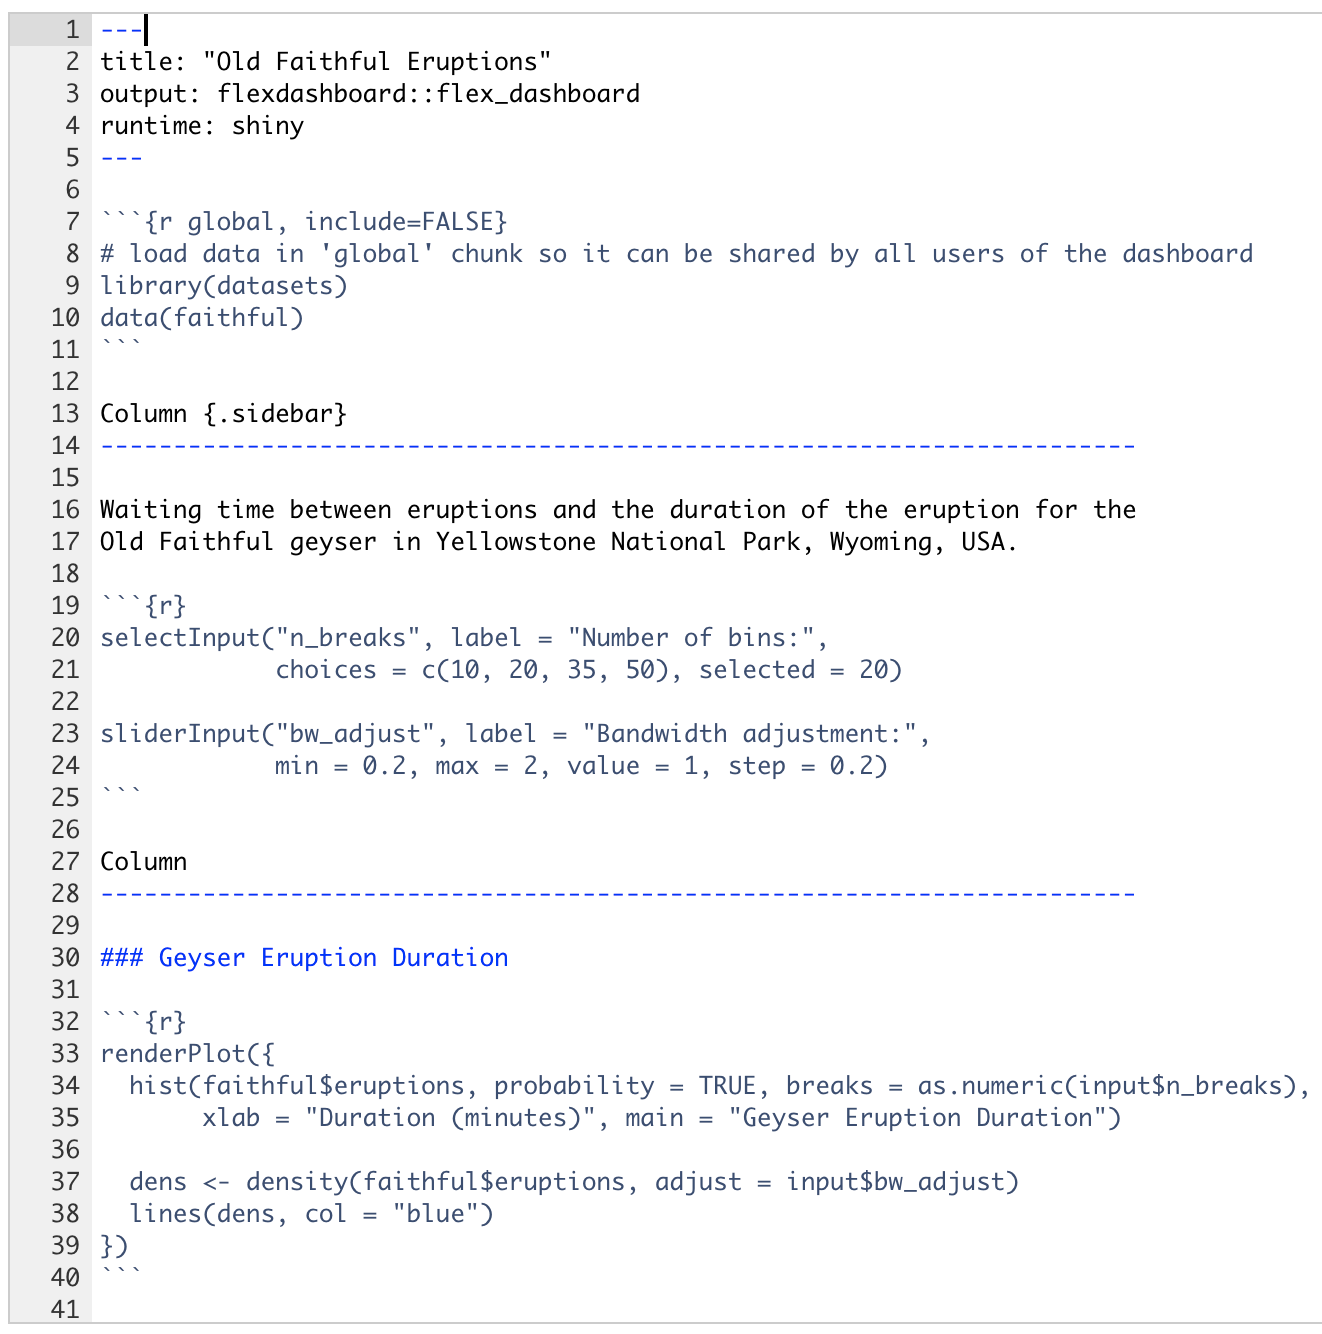 1 ---
2 title: "Old Faithful Eruptions"
3 output: flexdashboard::flex_dashboard
4 runtime: shiny
5 ---
6
7 ```{r global, include=FALSE}
8 # load data in 'global' chunk so it can be shared by all users of the dashboard
9 library(datasets)
10 data(faithful)
11 ```
12
13 Column {.sidebar}
14 -----------------------------------------------------------------------
15
16 Waiting time between eruptions and the duration of the eruption for the
17 Old Faithful geyser in Yellowstone National Park, Wyoming, USA.
18
19 ```{r}
20 selectInput("n_breaks", label = "Number of bins:",
21             choices = c(10, 20, 35, 50), selected = 20)
22
23 sliderInput("bw_adjust", label = "Bandwidth adjustment:",
24             min = 0.2, max = 2, value = 1, step = 0.2)
25 ```
26
27 Column
28 -----------------------------------------------------------------------
29
30 ### Geyser Eruption Duration
31
32 ```{r}
33 renderPlot({
34   hist(faithful$eruptions, probability = TRUE, breaks = as.numeric(input$n_breaks),
35        xlab = "Duration (minutes)", main = "Geyser Eruption Duration")
36
37   dens <- density(faithful$eruptions, adjust = input$bw_adjust)
38   lines(dens, col = "blue")
39 })
40 ```
41